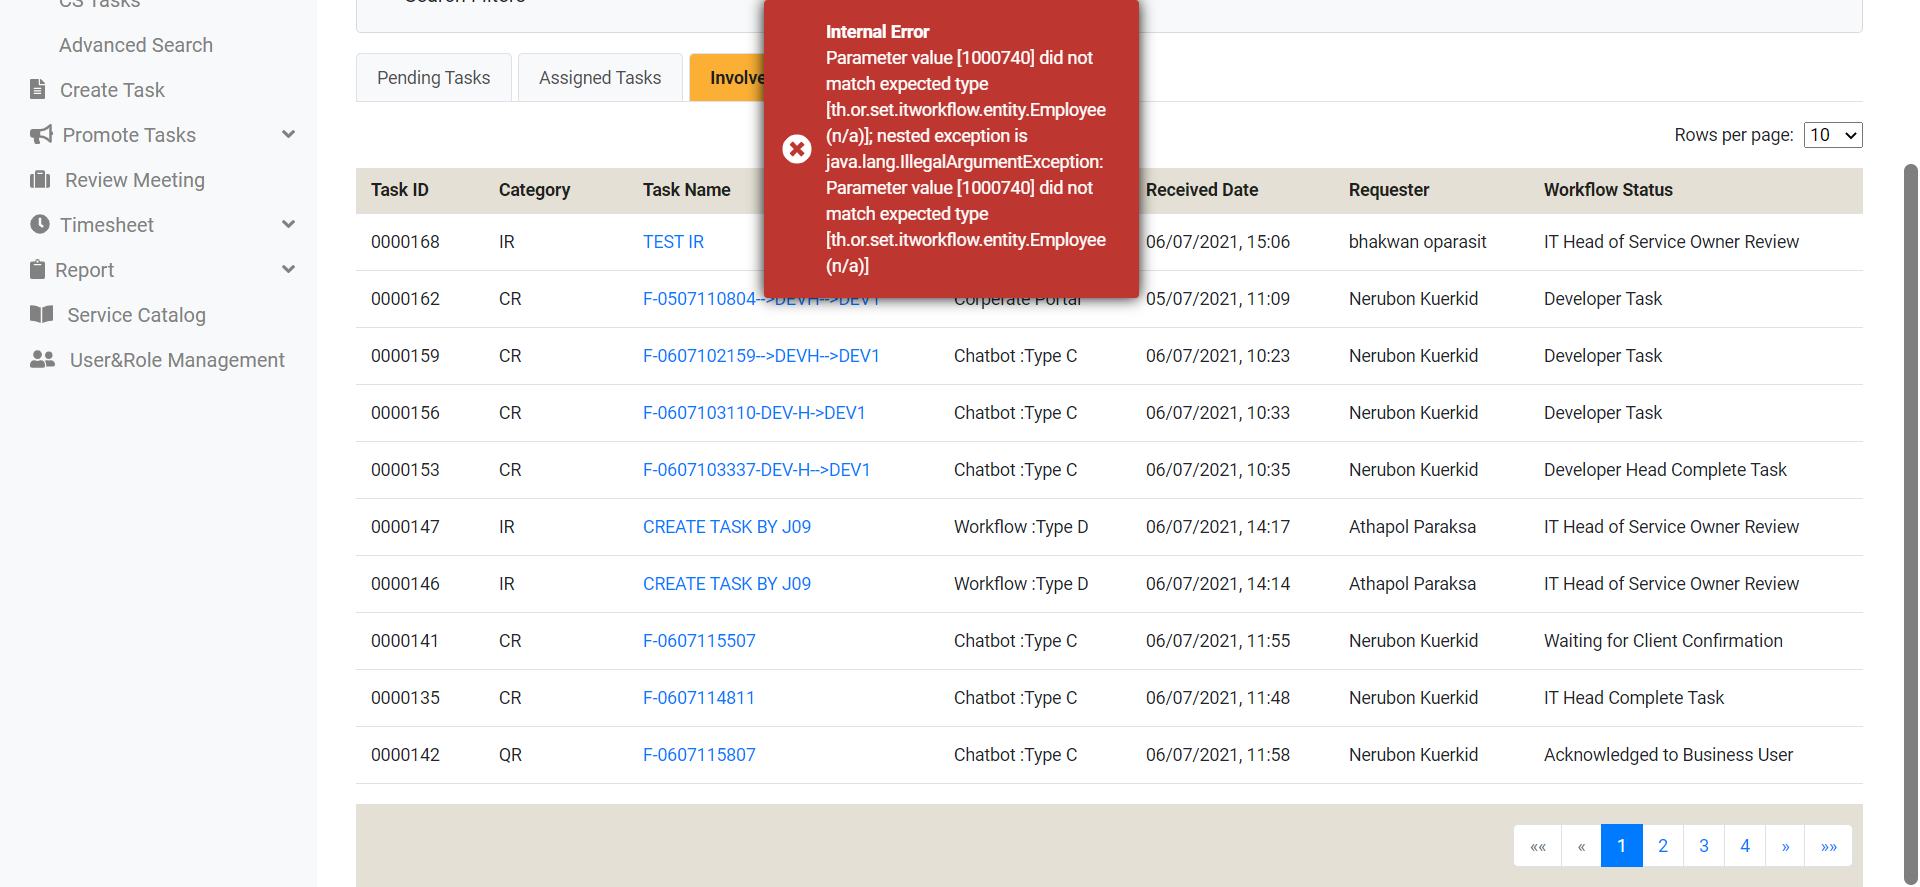 CS Tasks
Advanced Search
Create Task
Promote Tasks
Review Meeting
Timesheet
Report
Service Catalog
User&Role Management
Search Filters
Pending Tasks Assigned Tasks Involve
Internal Error
Parameter value [1000740] did not
match expected type
[th.or.set.itworkflow.entity.Employee
(n/a)]; nested exception is
java.lang.IllegalArgumentException:
Parameter value [1000740] did not
match expected type
[th.or.set.itworkflow.entity.Employee
(n/a)]
Rows per page: 10
Task ID Category Task Name Received Date Requester Workflow Status
0000168 IR TEST IR 06/07/2021, 15:06 bhakwan oparasit IT Head of Service Owner Review
0000162 CR F-0507110804-->DEVH-->DEV1 Corperate Portal 05/07/2021, 11:09 Nerubon Kuerkid Developer Task
0000159 CR F-0607102159-->DEVH-->DEV1 Chatbot :Type C 06/07/2021, 10:23 Nerubon Kuerkid Developer Task
0000156 CR F-0607103110-DEV-H->DEV1 Chatbot :Type C 06/07/2021, 10:33 Nerubon Kuerkid Developer Task
0000153 CR F-0607103337-DEV-H-->DEV1 Chatbot :Type C 06/07/2021, 10:35 Nerubon Kuerkid Developer Head Complete Task
0000147 IR CREATE TASK BY J09 Workflow :Type D 06/07/2021, 14:17 Athapol Paraksa IT Head of Service Owner Review
0000146 IR CREATE TASK BY J09 Workflow :Type D 06/07/2021, 14:14 Athapol Paraksa IT Head of Service Owner Review
0000141 CR F-0607115507 Chatbot :Type C 06/07/2021, 11:55 Nerubon Kuerkid Waiting for Client Confirmation
0000135 CR F-0607114811 Chatbot :Type C 06/07/2021, 11:48 Nerubon Kuerkid IT Head Complete Task
0000142 QR F-0607115807 Chatbot :Type C 06/07/2021, 11:58 Nerubon Kuerkid Acknowledged to Business User
«« « 1 2 3 4 » »»